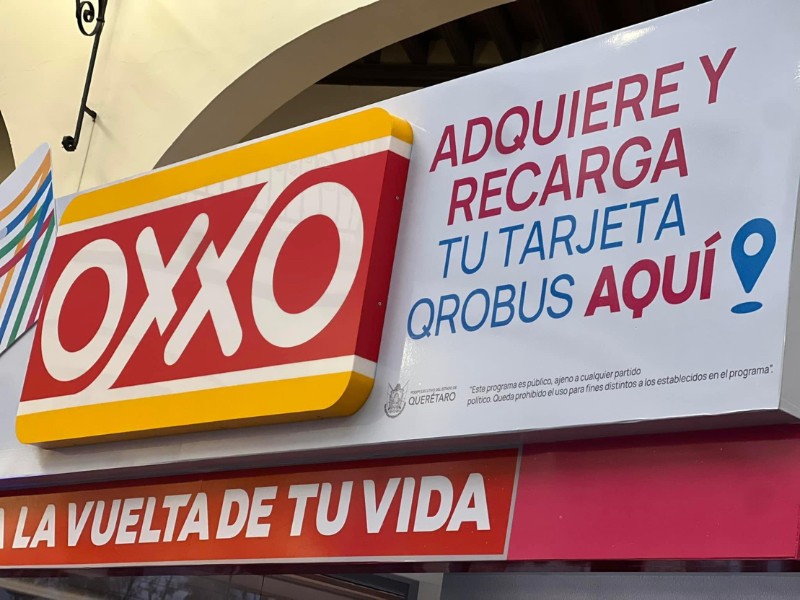 OXXO
ADQUIERE Y
RECARGA
TU TARJETA
QROBUS AQUÍ
QUERÉTARO
"Este programa es público, ajeno a cualquier partido
político. Queda prohibido el uso para fines distintos a los establecidos en el programa".
A LA VUELTA DE TU VIDA